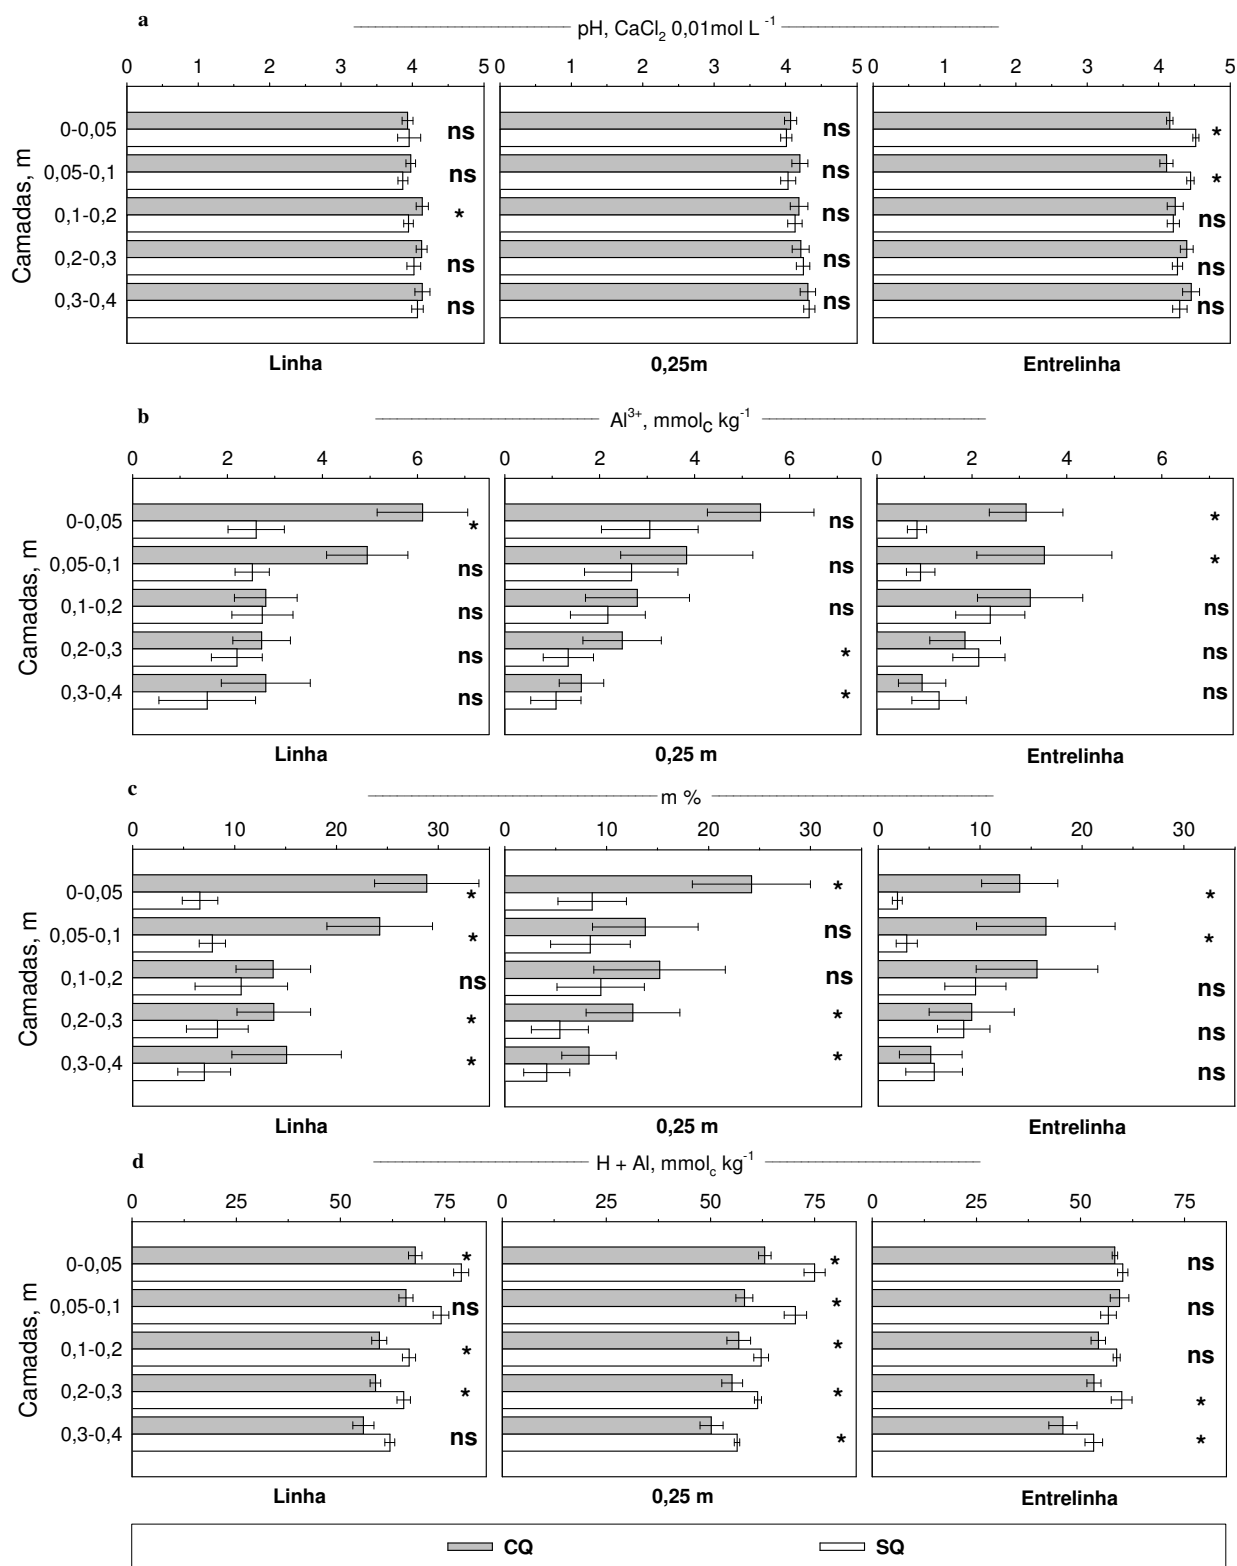 a
pH, CaCl2 0,01mol L -1
0 1 2 3 4 5 0 1 2 3 4 5 0 1 2 3 4 5
Camadas, m
0-0,05 ns ns *
0,05-0,1 ns ns *
0,1-0,2 * ns ns
0,2-0,3 ns ns ns
0,3-0,4 ns ns ns
Linha 0,25m Entrelinha
b
Al3+, mmolC kg-1
0 2 4 6 0 2 4 6 0 2 4 6
Camadas, m
0-0,05 * ns *
0,05-0,1 ns ns *
0,1-0,2 ns ns ns
0,2-0,3 ns * ns
0,3-0,4 ns * ns
Linha 0,25 m Entrelinha
c
m %
0 10 20 30 0 10 20 30 0 10 20 30
Camadas, m
0-0,05 * * *
0,05-0,1 * ns *
0,1-0,2 ns ns ns
0,2-0,3 * * ns
0,3-0,4 * * ns
Linha 0,25 m Entrelinha
d
H + Al, mmolc kg-1
0 25 50 75 0 25 50 75 0 25 50 75
Camadas, m
0-0,05 * * ns
0,05-0,1 ns * ns
0,1-0,2 * * ns
0,2-0,3 * * *
0,3-0,4 ns * *
Linha 0,25 m Entrelinha
CQ SQ